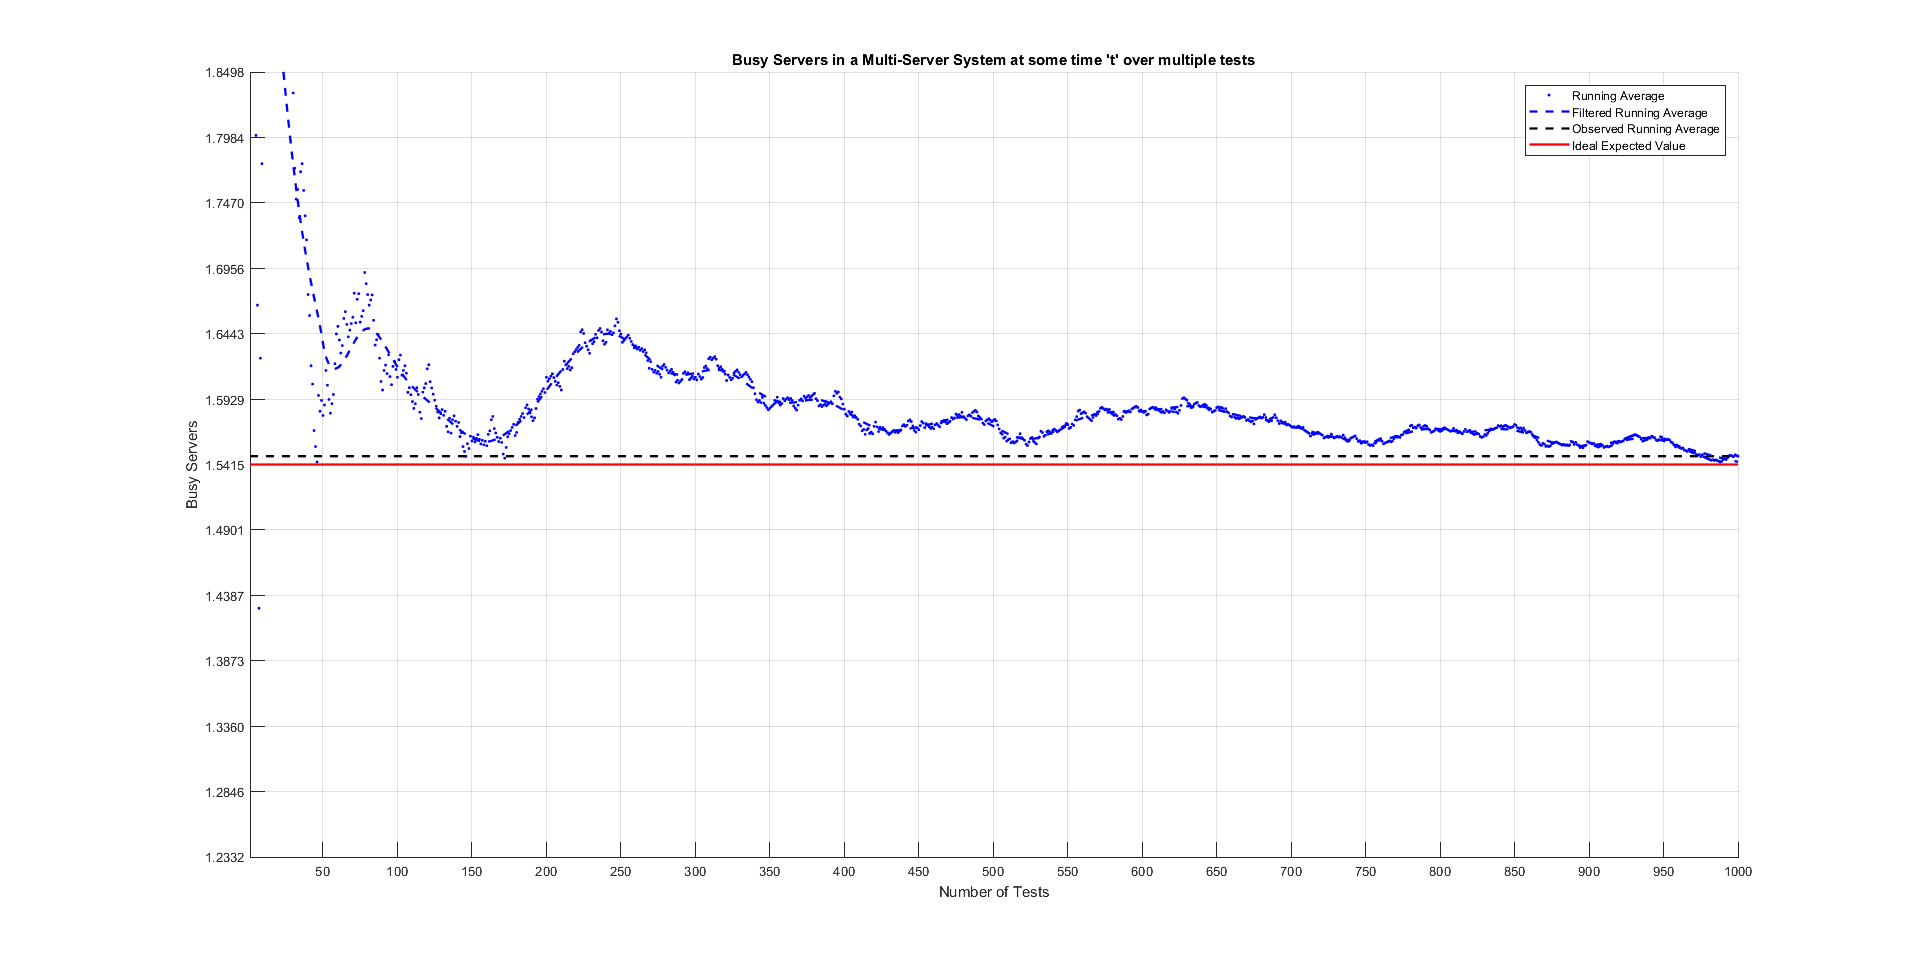 Busy Servers in a Multi-Server System at some time 't' over multiple tests
Running Average
Filtered Running Average
Observed Running Average
Ideal Expected Value
Busy Servers
1.8498
1.7984
1.7470
1.6956
1.6443
1.5929
1.5415
1.4901
1.4387
1.3873
1.3360
1.2846
1.2332
50 100 150 200 250 300 350 400 450 500 550 600 650 700 750 800 850 900 950 1000
Number of Tests